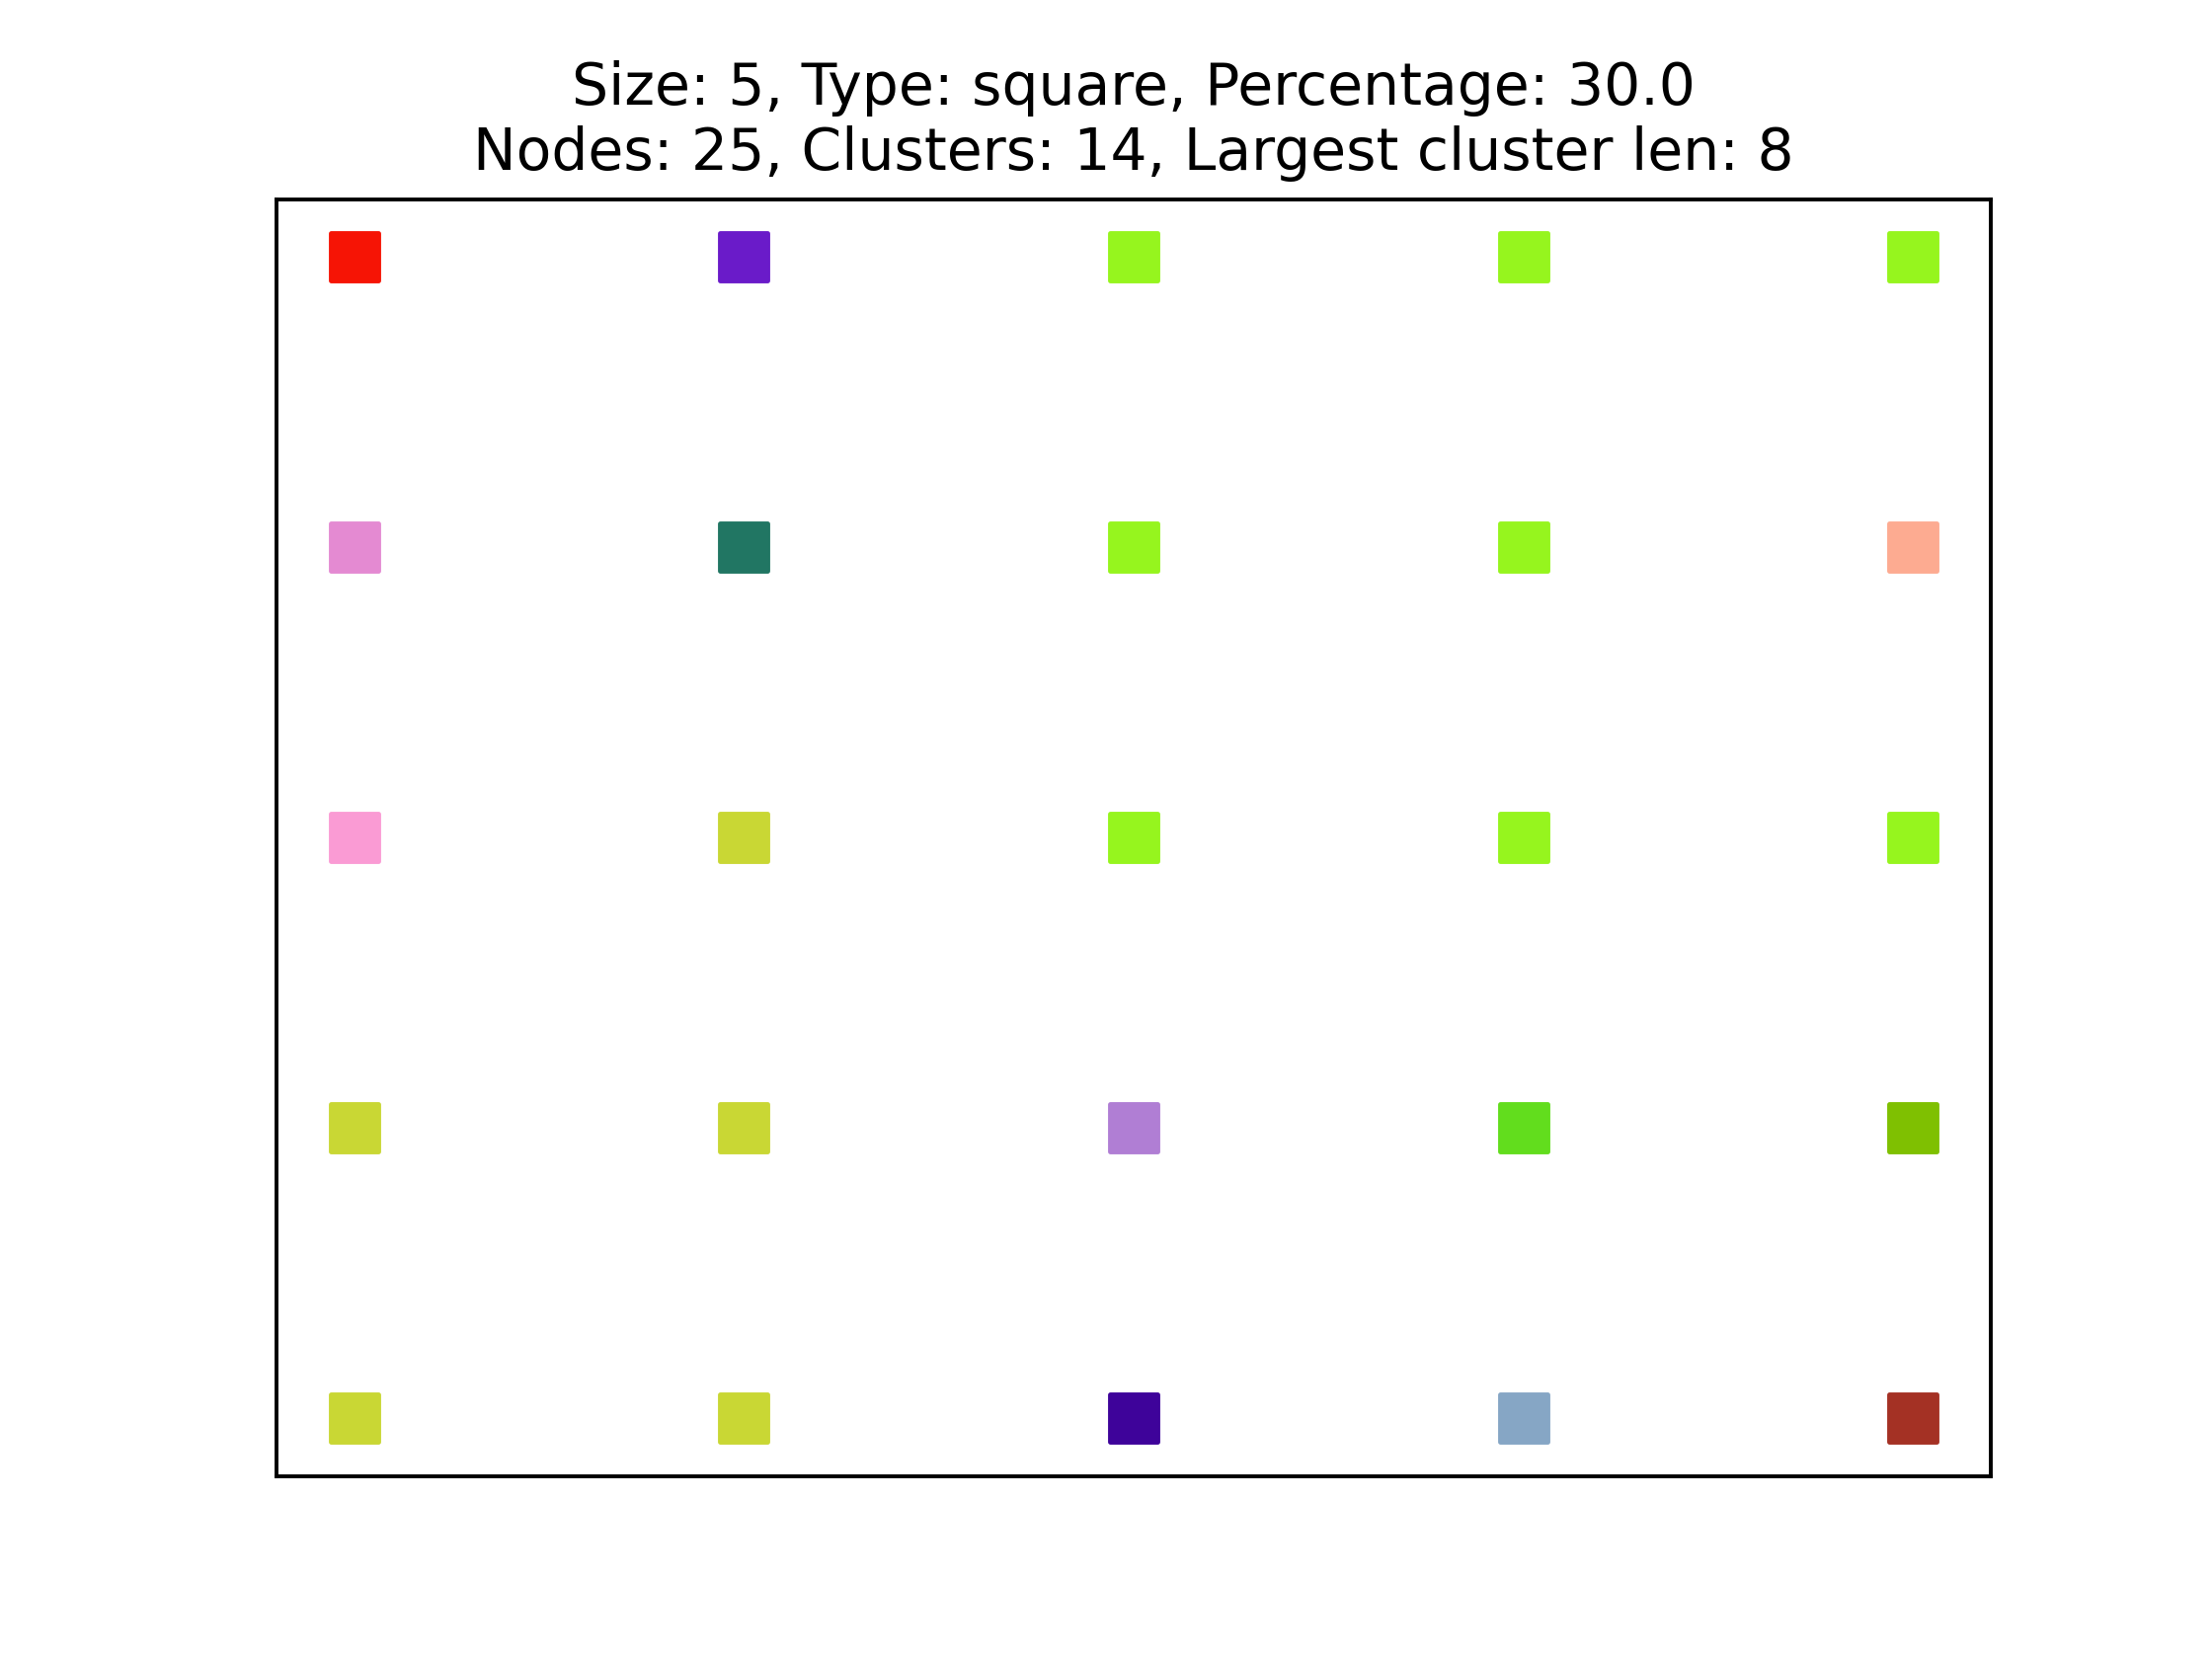 Size: 5, Type: square, Percentage: 30.0
Nodes: 25, Clusters: 14, Largest cluster len: 8